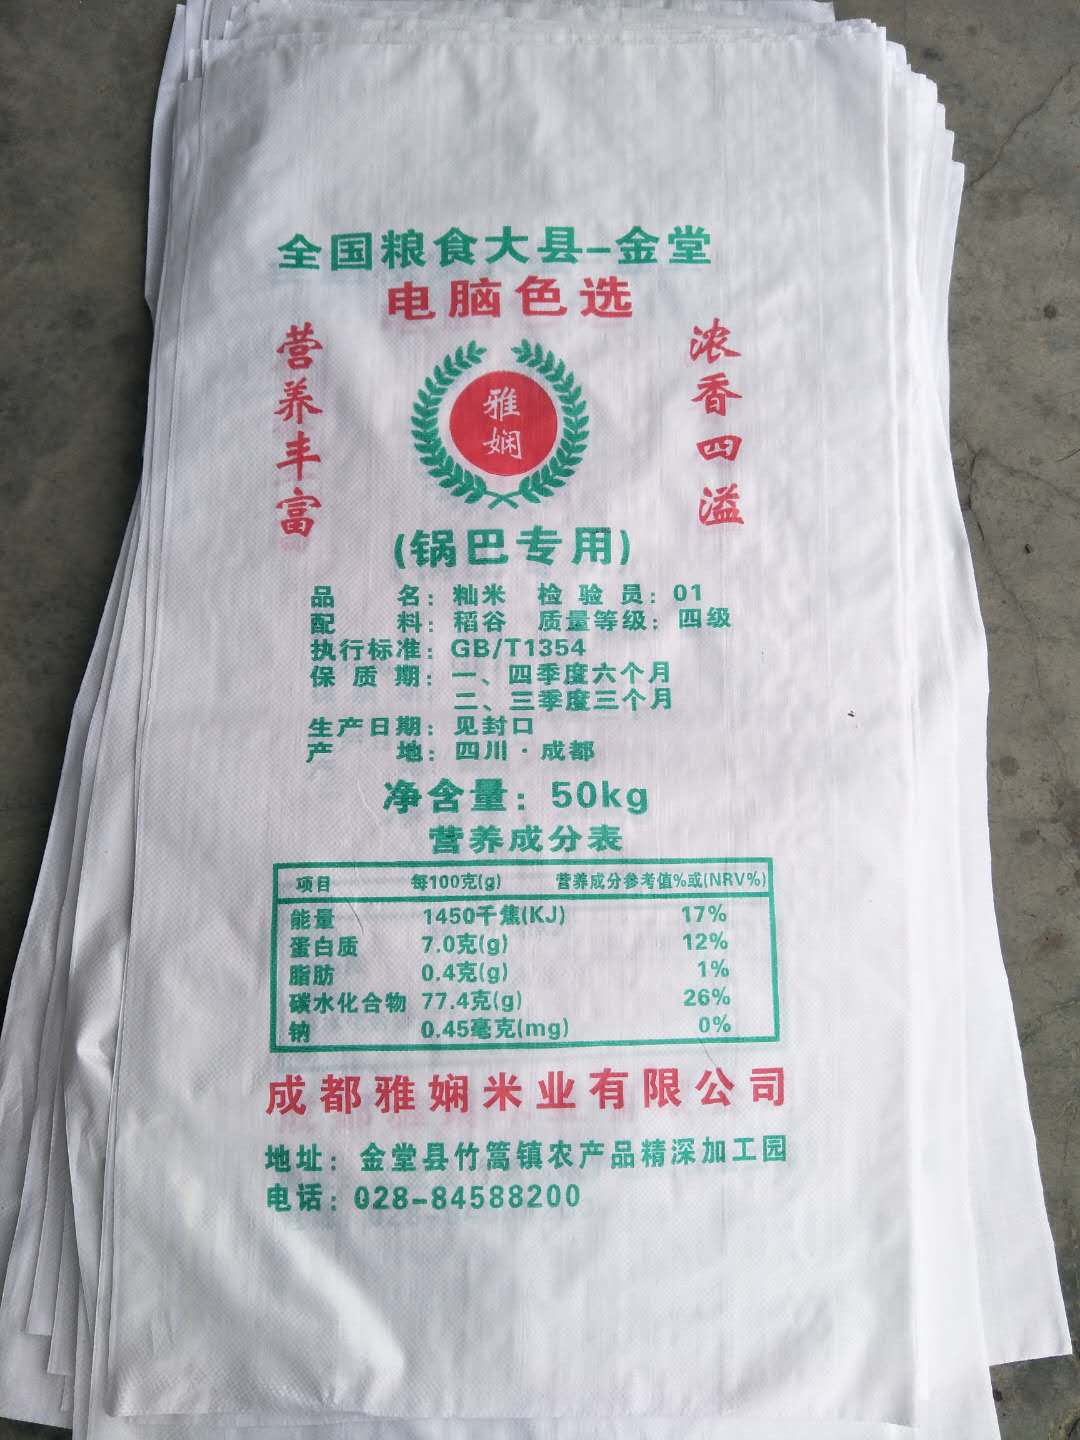 全国粮食大县-金堂
电脑色选
营养丰富
浓香四溢
雅娴
(锅巴专用)
品 名：籼米 检验员：01
配 料：稻谷 质量等级：四级
执行标准：GB/T1354
保质期：一、四季度六个月
二、三季度三个月
生产日期：见封口
产 地：四川·成都
净含量：50kg
营养成分表
项目 每100克(g) 营养成分参考值%或(NRV%)
能量 1450千焦(KJ) 17%
蛋白质 7.0克(g) 12%
脂肪 0.4克(g) 1%
碳水化合物 77.4克(g) 26%
钠 0.45毫克(mg) 0%
成都雅娴米业有限公司
地址：金堂县竹篙镇农产品精深加工园
电话：028-84588200